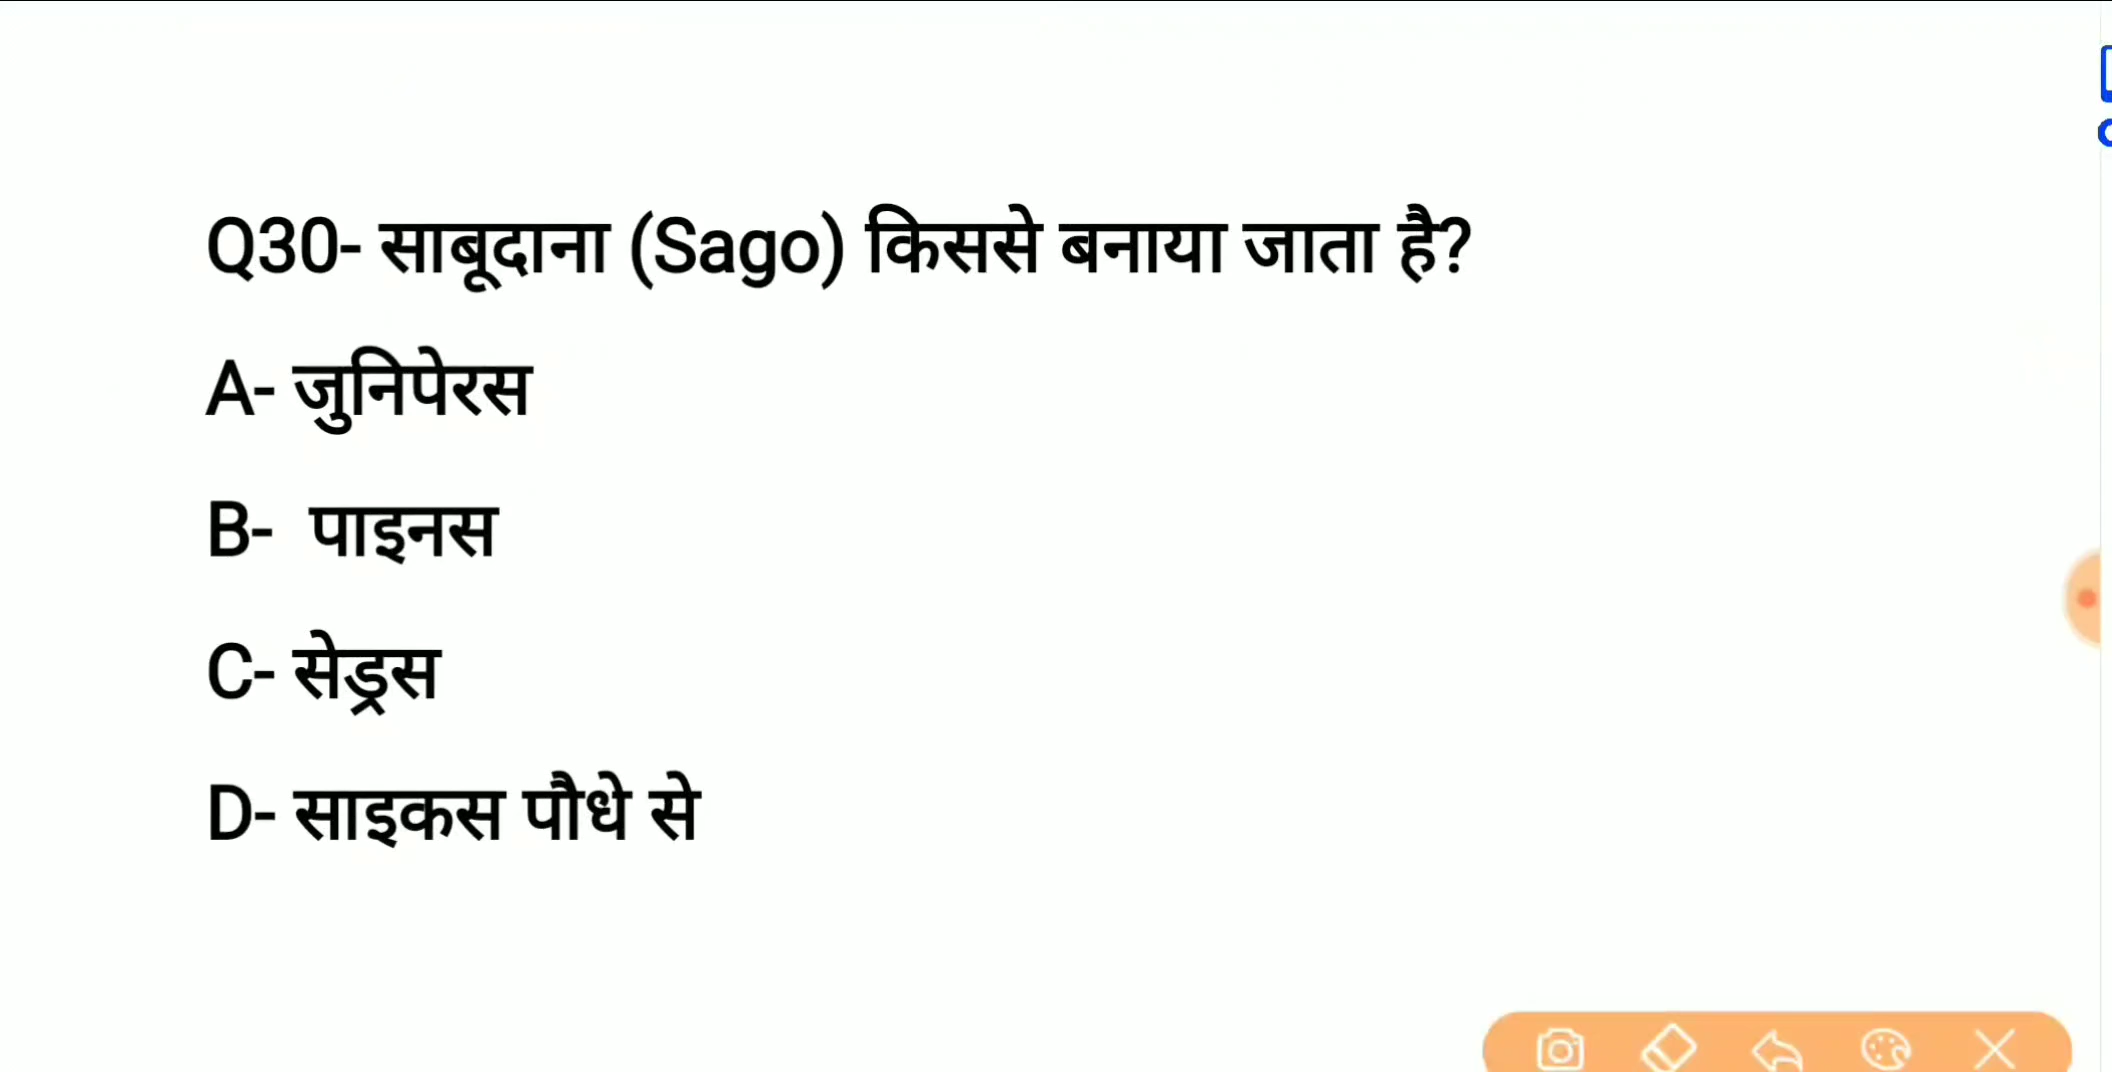 Q30- साबूदाना (Sago) किससे बनाया जाता है?
A- जुनिपेरस
B- पाइनस
C- सेड्रस
D- साइकस पौधे से